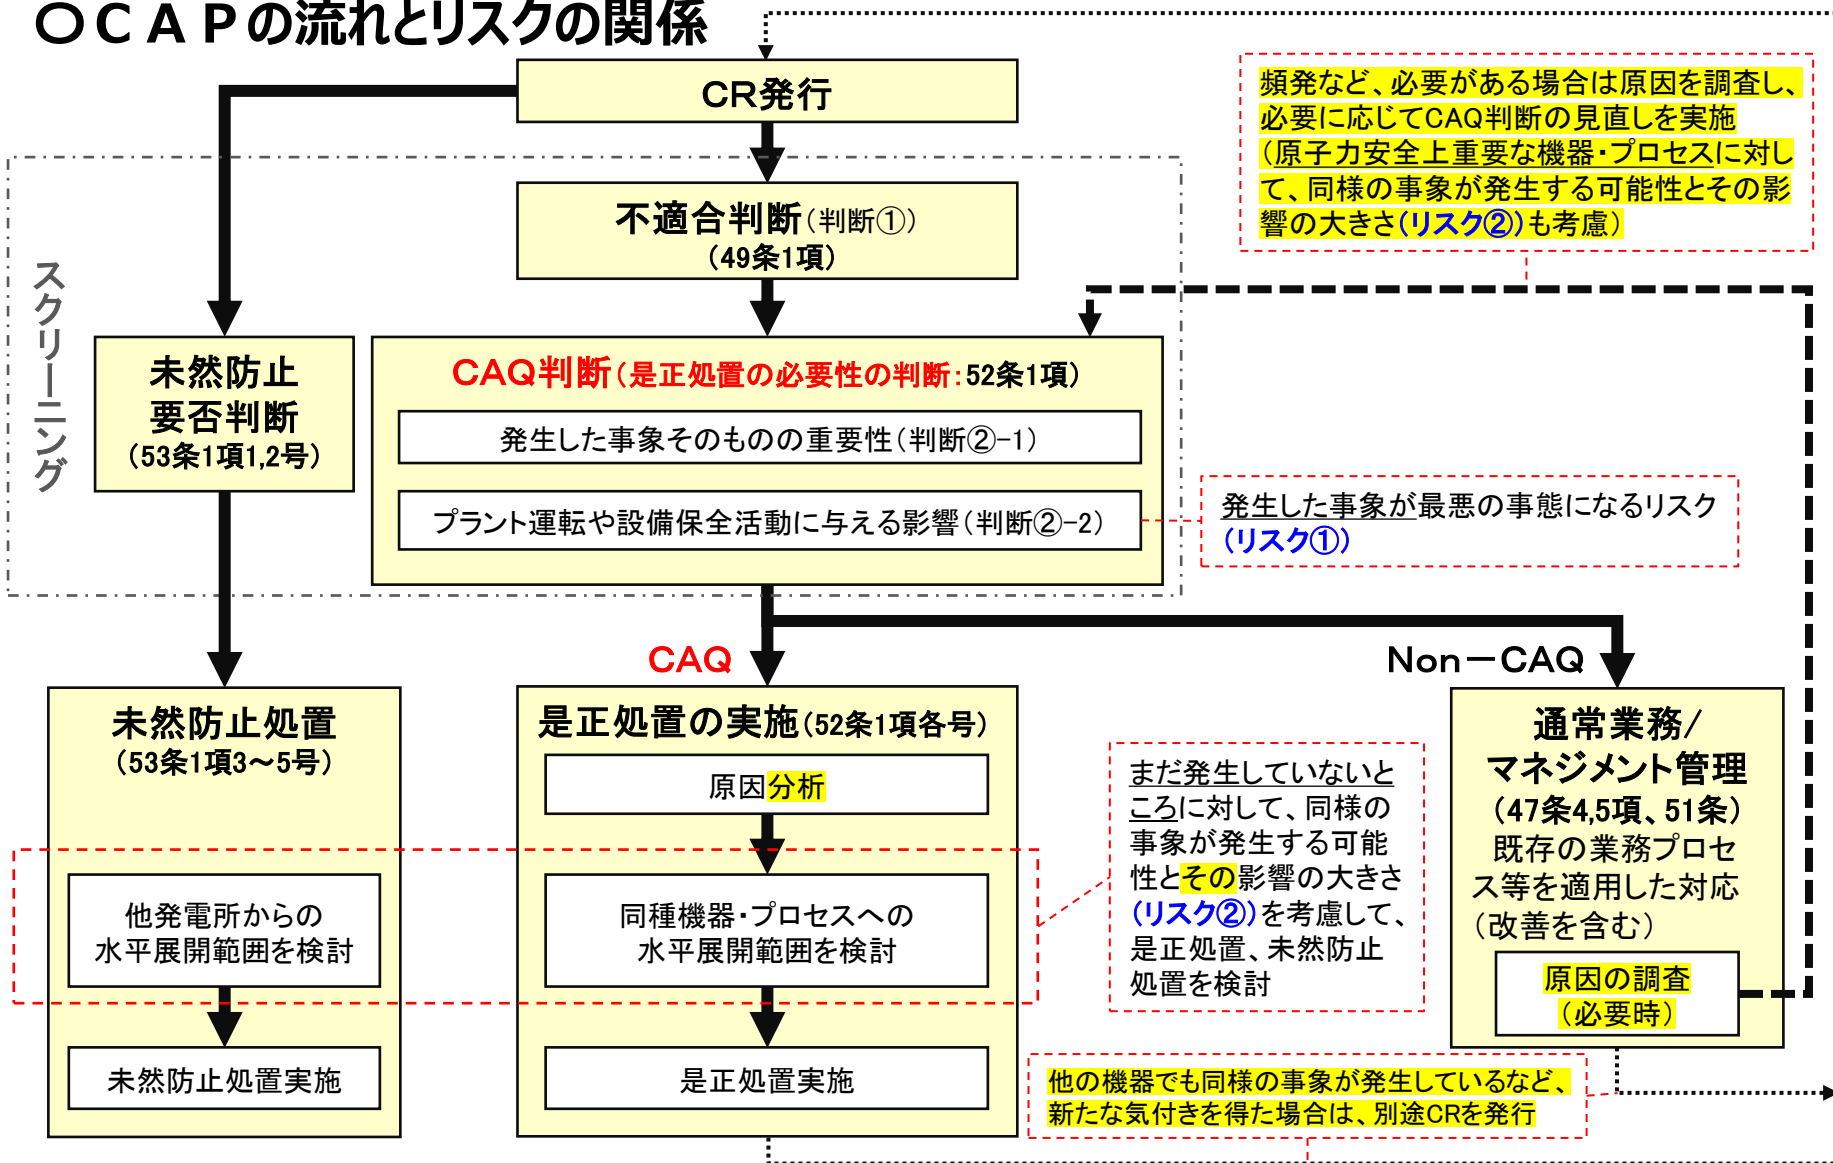 ○CAPの流れとリスクの関係
CR発行
頻発など、必要がある場合は原因を調査し、
必要に応じてCAQ判断の見直しを実施
（原子力安全上重要な機器・プロセスに対し
て、同様の事象が発生する可能性とその影
響の大きさ(リスク②)も考慮）
不適合判断（判断①）
（49条1項）
スクリーニング
未然防止
要否判断
（53条1項1,2号）
CAQ判断（是正処置の必要性の判断：52条1項）
発生した事象そのものの重要性（判断②-1）
プラント運転や設備保全活動に与える影響（判断②-2）
発生した事象が最悪の事態になるリスク
（リスク①）
CAQ
Non－CAQ
未然防止処置
（53条1項3～5号）
他発電所からの
水平展開範囲を検討
未然防止処置実施
是正処置の実施（52条1項各号）
原因分析
同種機器・プロセスへの
水平展開範囲を検討
是正処置実施
まだ発生していないと
ころに対して、同様の
事象が発生する可能
性とその影響の大きさ
（リスク②）を考慮して、
是正処置、未然防止
処置を検討
通常業務/
マネジメント管理
（47条4,5項、51条）
既存の業務プロセ
ス等を適用した対応
（改善を含む）
原因の調査
（必要時）
他の機器でも同様の事象が発生しているなど、
新たな気付きを得た場合は、別途CRを発行